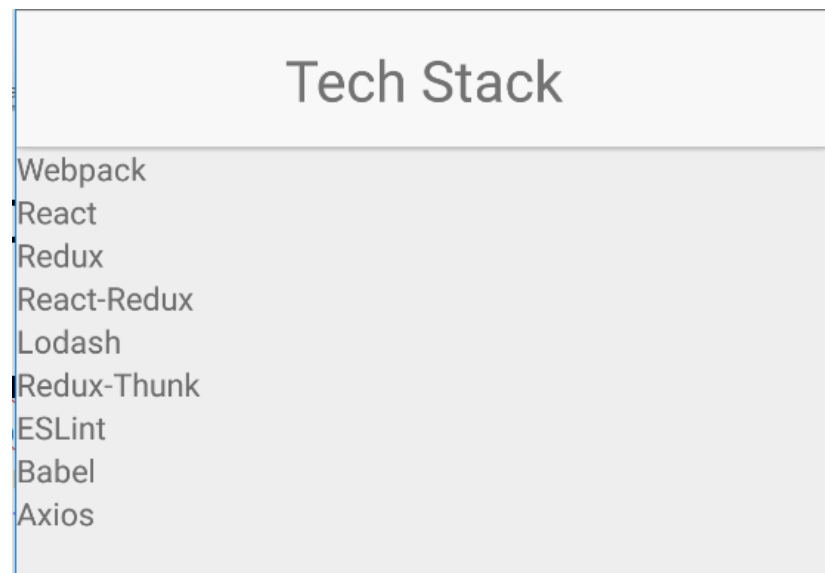 Tech Stack
Webpack
React
Redux
React-Redux
Lodash
Redux-Thunk
ESLint
Babel
Axios